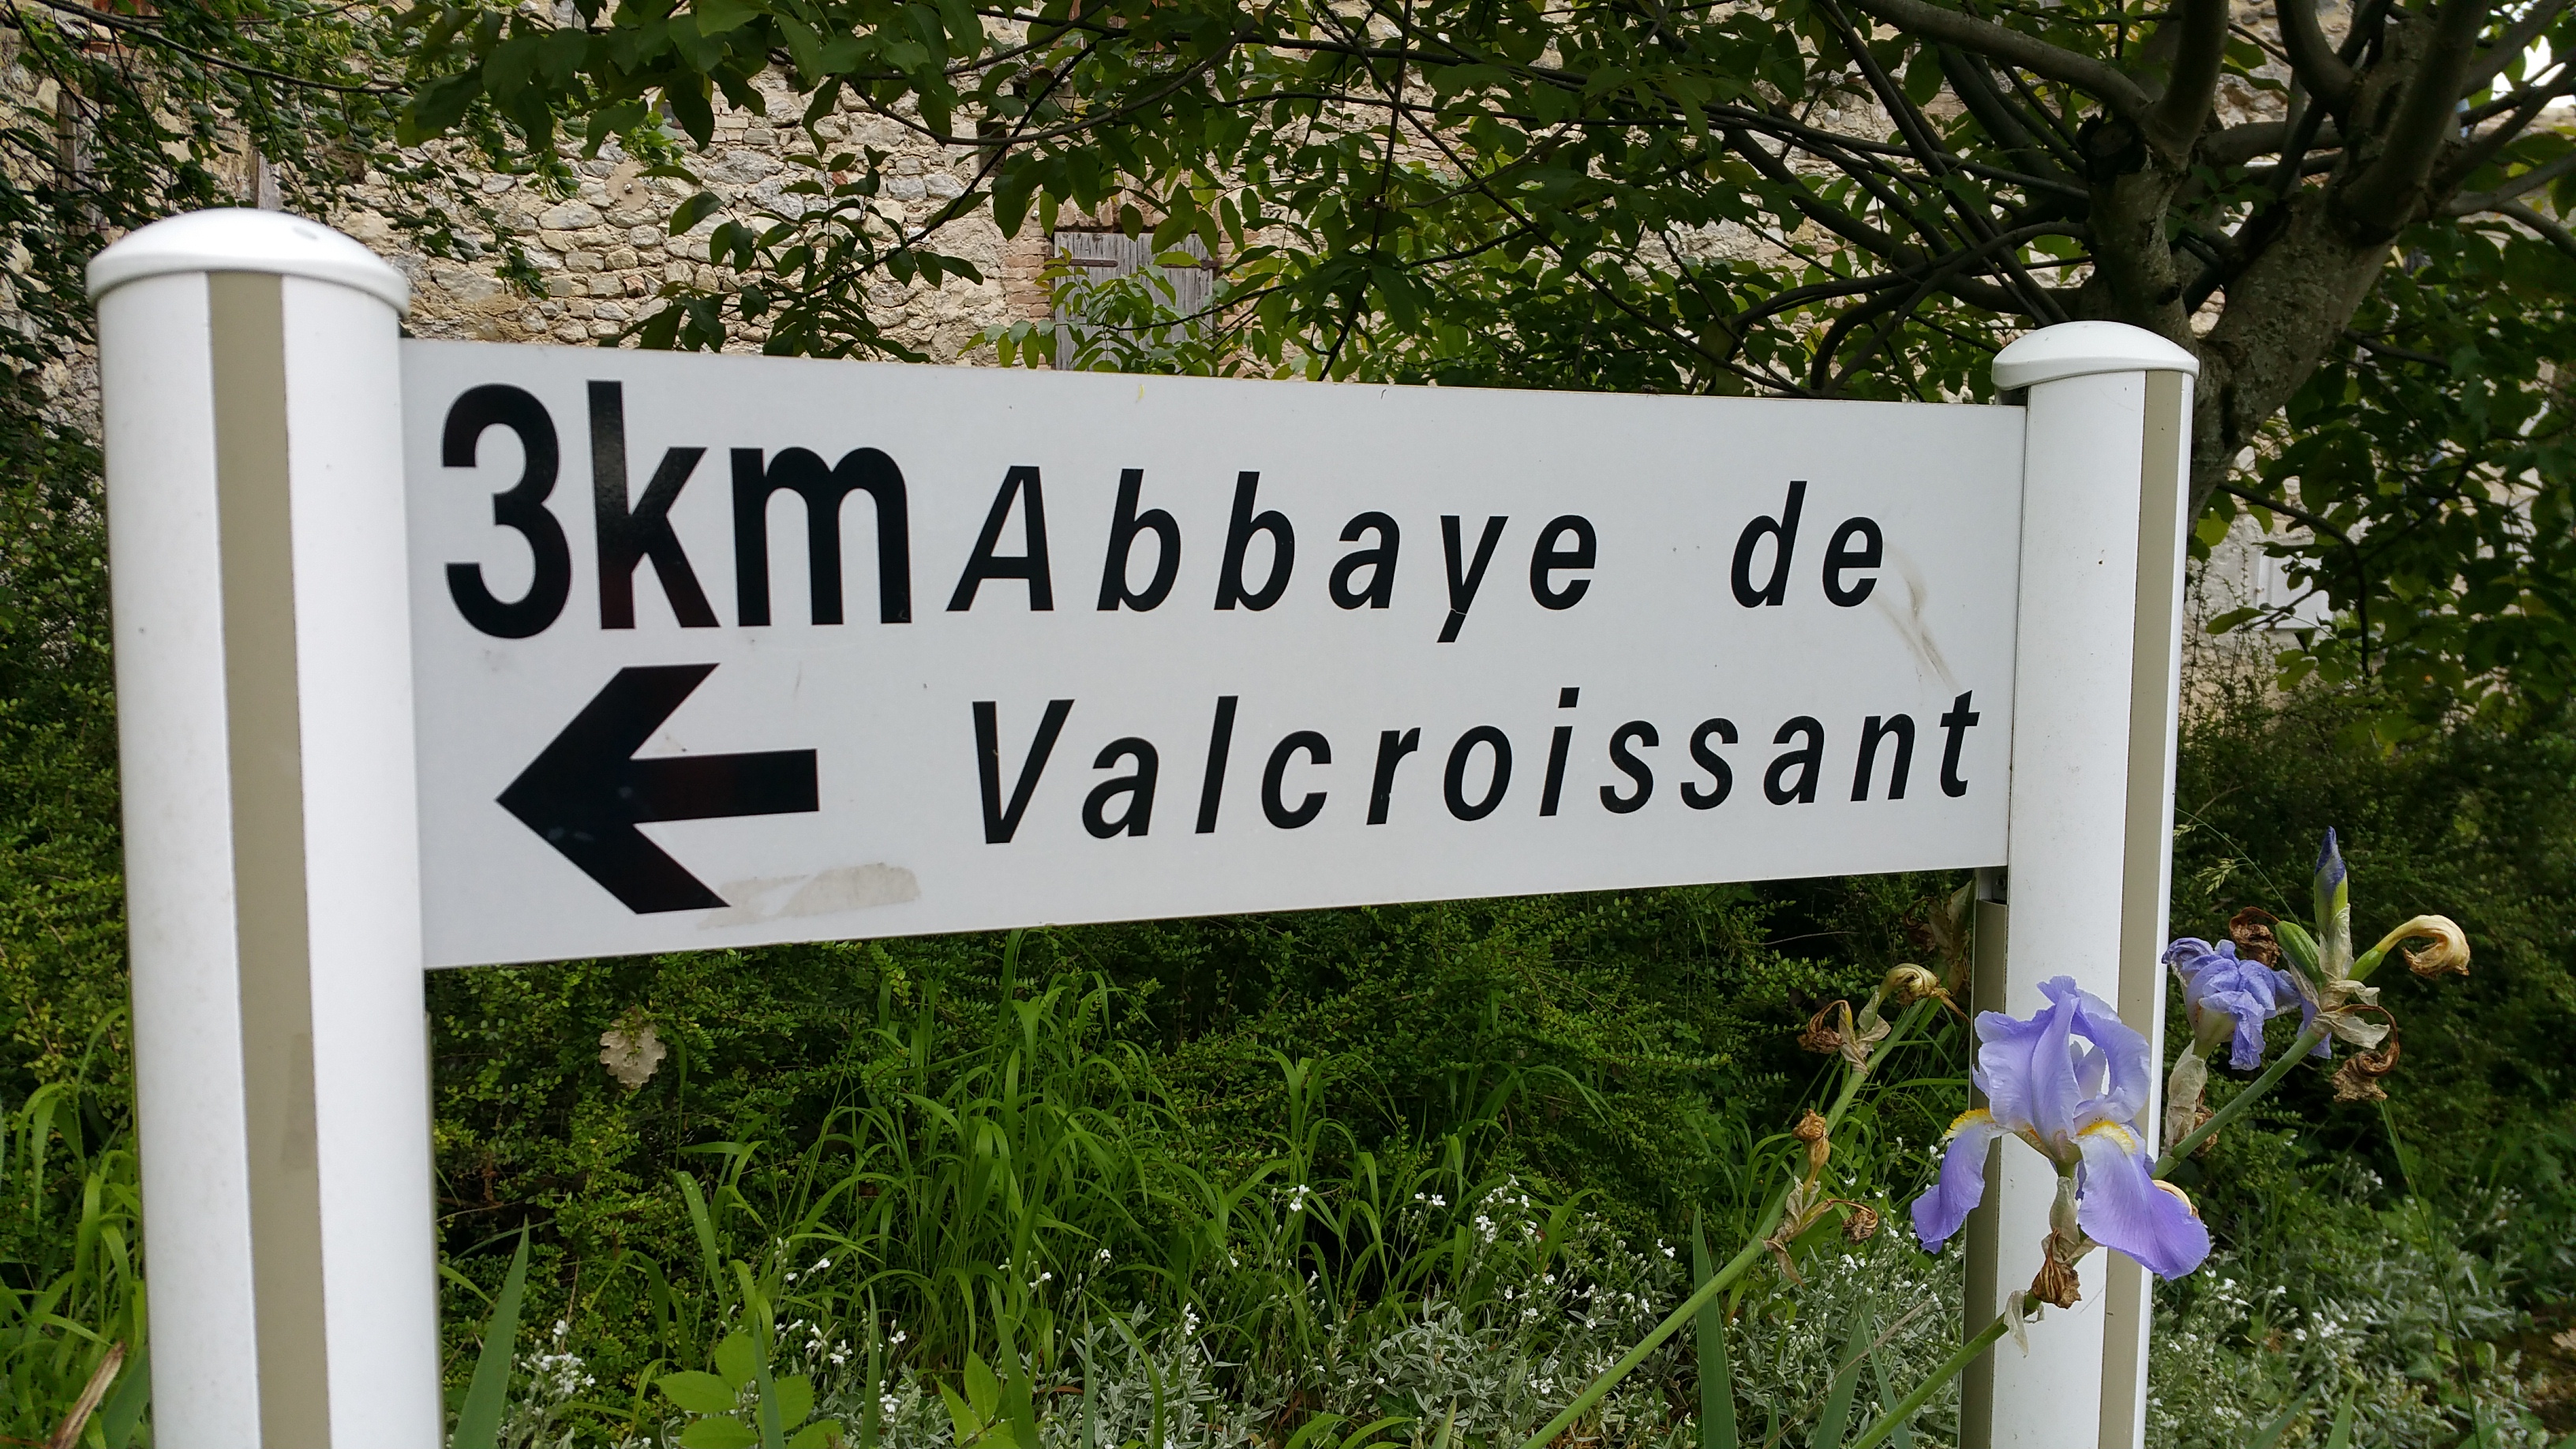 3km Abbaye de
Valcroissant